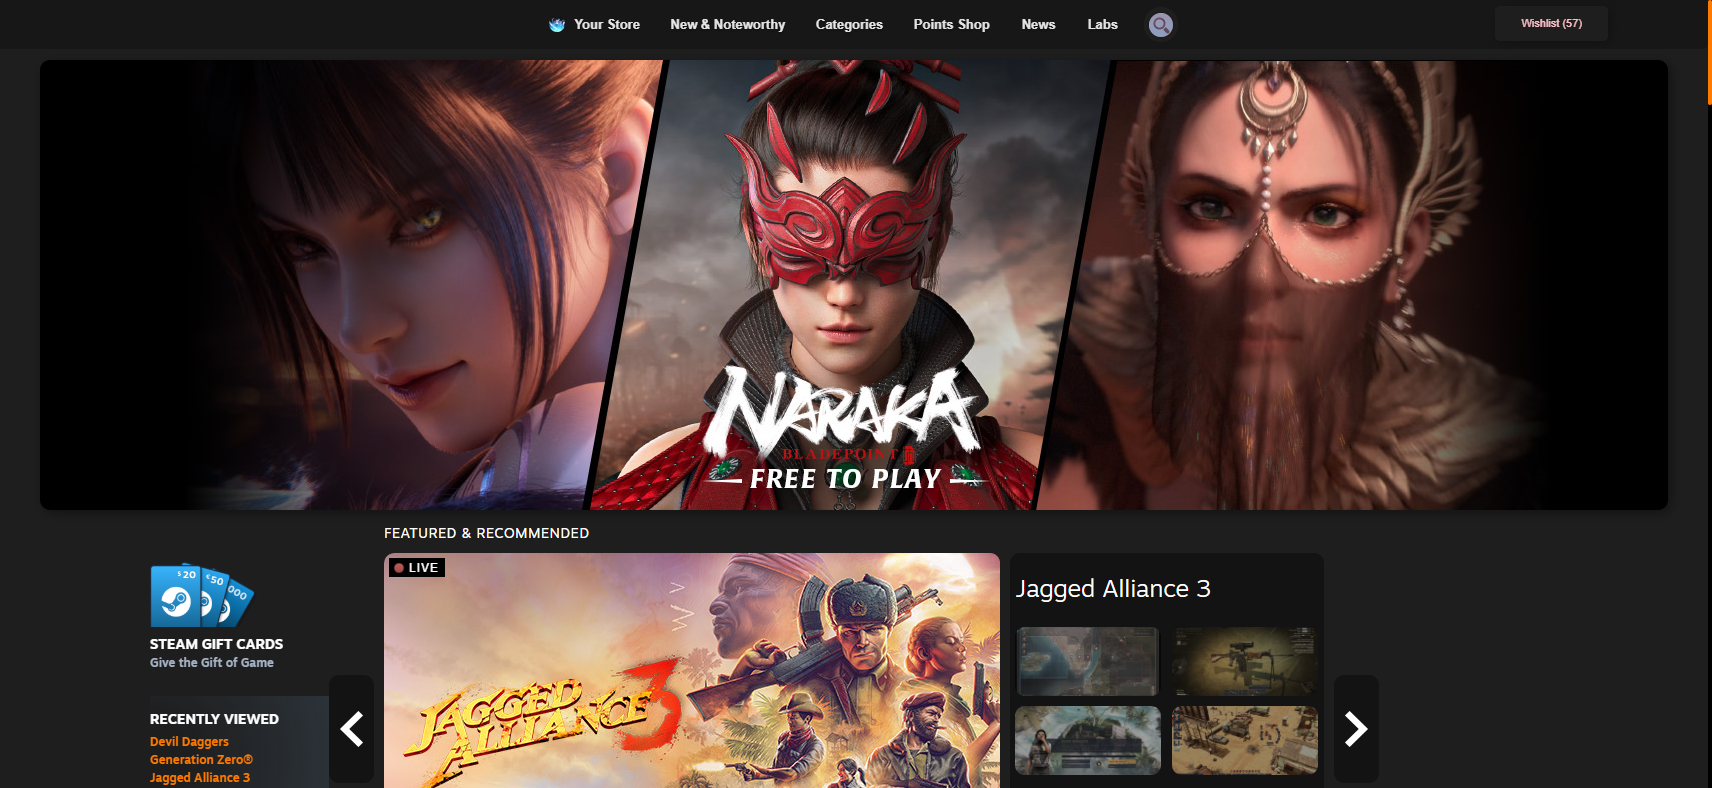 Your Store
New & Noteworthy
Categories
Points Shop
News
Labs
Wishlist (57)
NARAKA
BLADEPOINT
FREE TO PLAY
FEATURED & RECOMMENDED
$20
€50
000
STEAM GIFT CARDS
Give the Gift of Game
RECENTLY VIEWED
Devil Daggers
Generation Zero®
Jagged Alliance 3
LIVE
JAGGED
ALLIANCE 3
Jagged Alliance 3